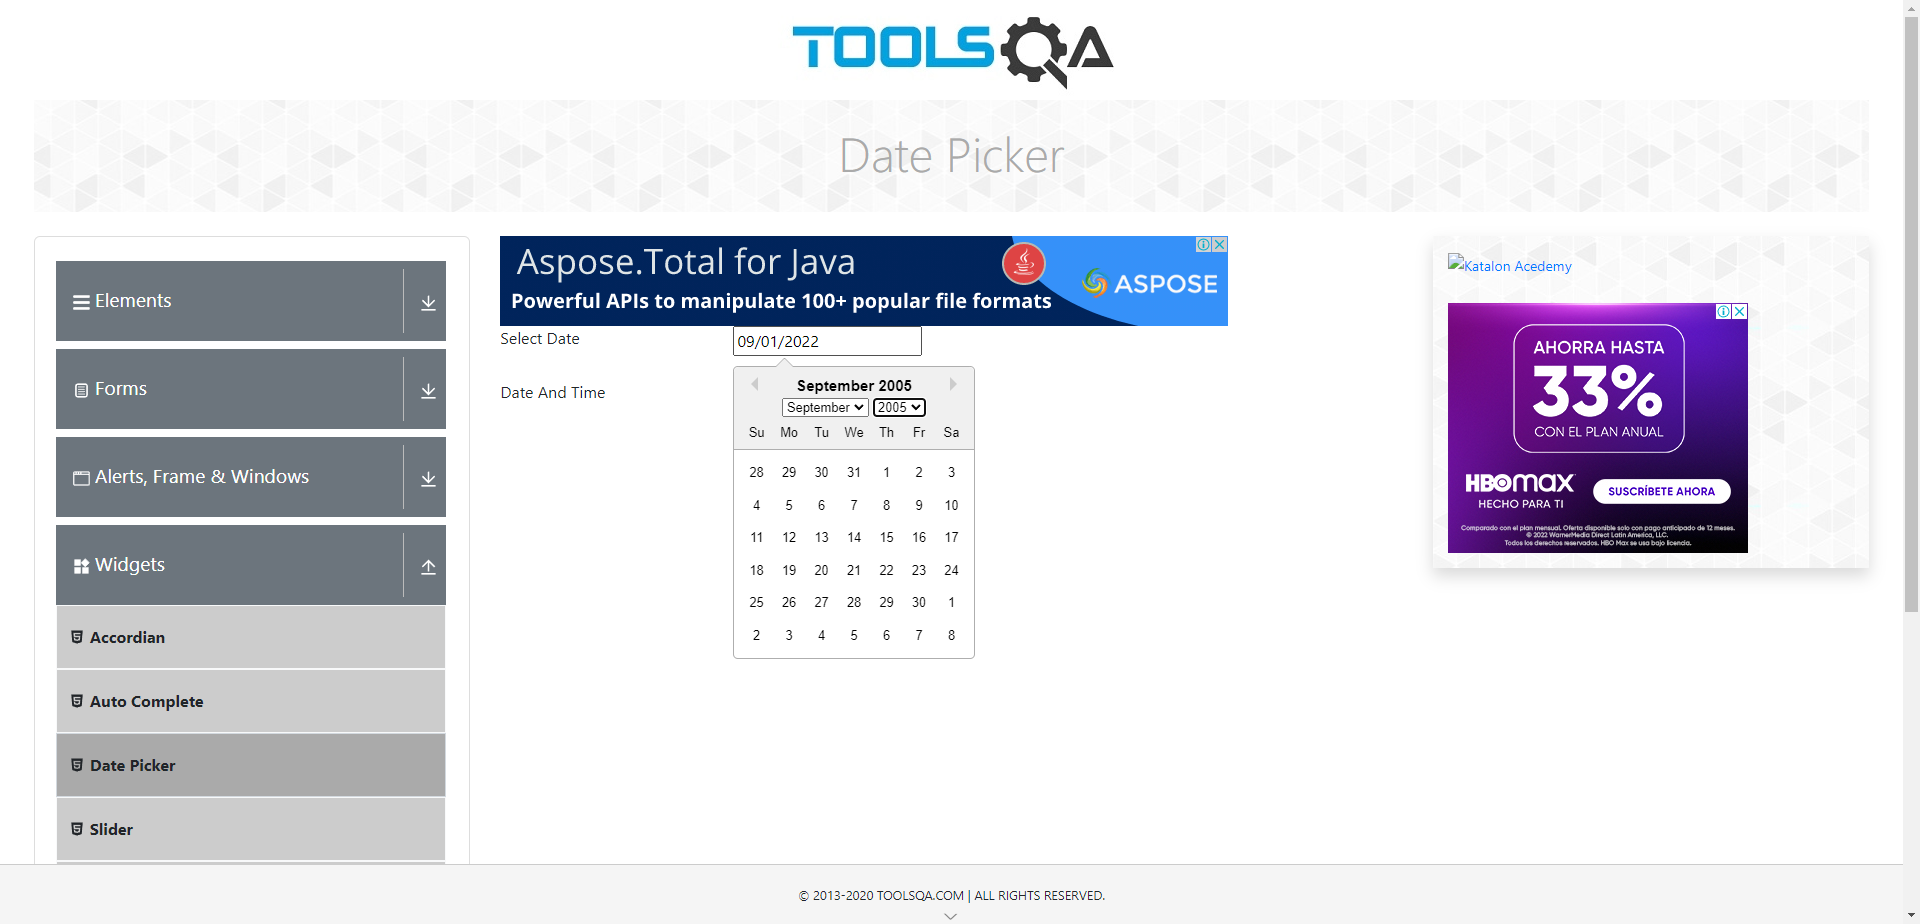 TOOLSQA
Date Picker
Elements
Forms
Alerts, Frame & Windows
Widgets
Accordian
Auto Complete
Date Picker
Slider
Aspose.Total for Java
Powerful APIs to manipulate 100+ popular file formats
ASPOSE
Select Date
09/01/2022
Date And Time
September 2005
September 2005
Su Mo Tu We Th Fr Sa
28 29 30 31 1 2 3
4 5 6 7 8 9 10
11 12 13 14 15 16 17
18 19 20 21 22 23 24
25 26 27 28 29 30 1
2 3 4 5 6 7 8
Katalon Acedemy
AHORRA HASTA
33%
CON EL PLAN ANUAL
HBOMAX
HECHO PARA TI
SUSCRÍBETE AHORA
Comparado con el plan mensual. Oferta disponible solo con pago anticipado de 12 meses.
© 2022 WarnerMedia Direct Latin America, LLC.
Todos los derechos reservados. HBO Max se usa bajo licencia.
© 2013-2020 TOOLSQA.COM | ALL RIGHTS RESERVED.